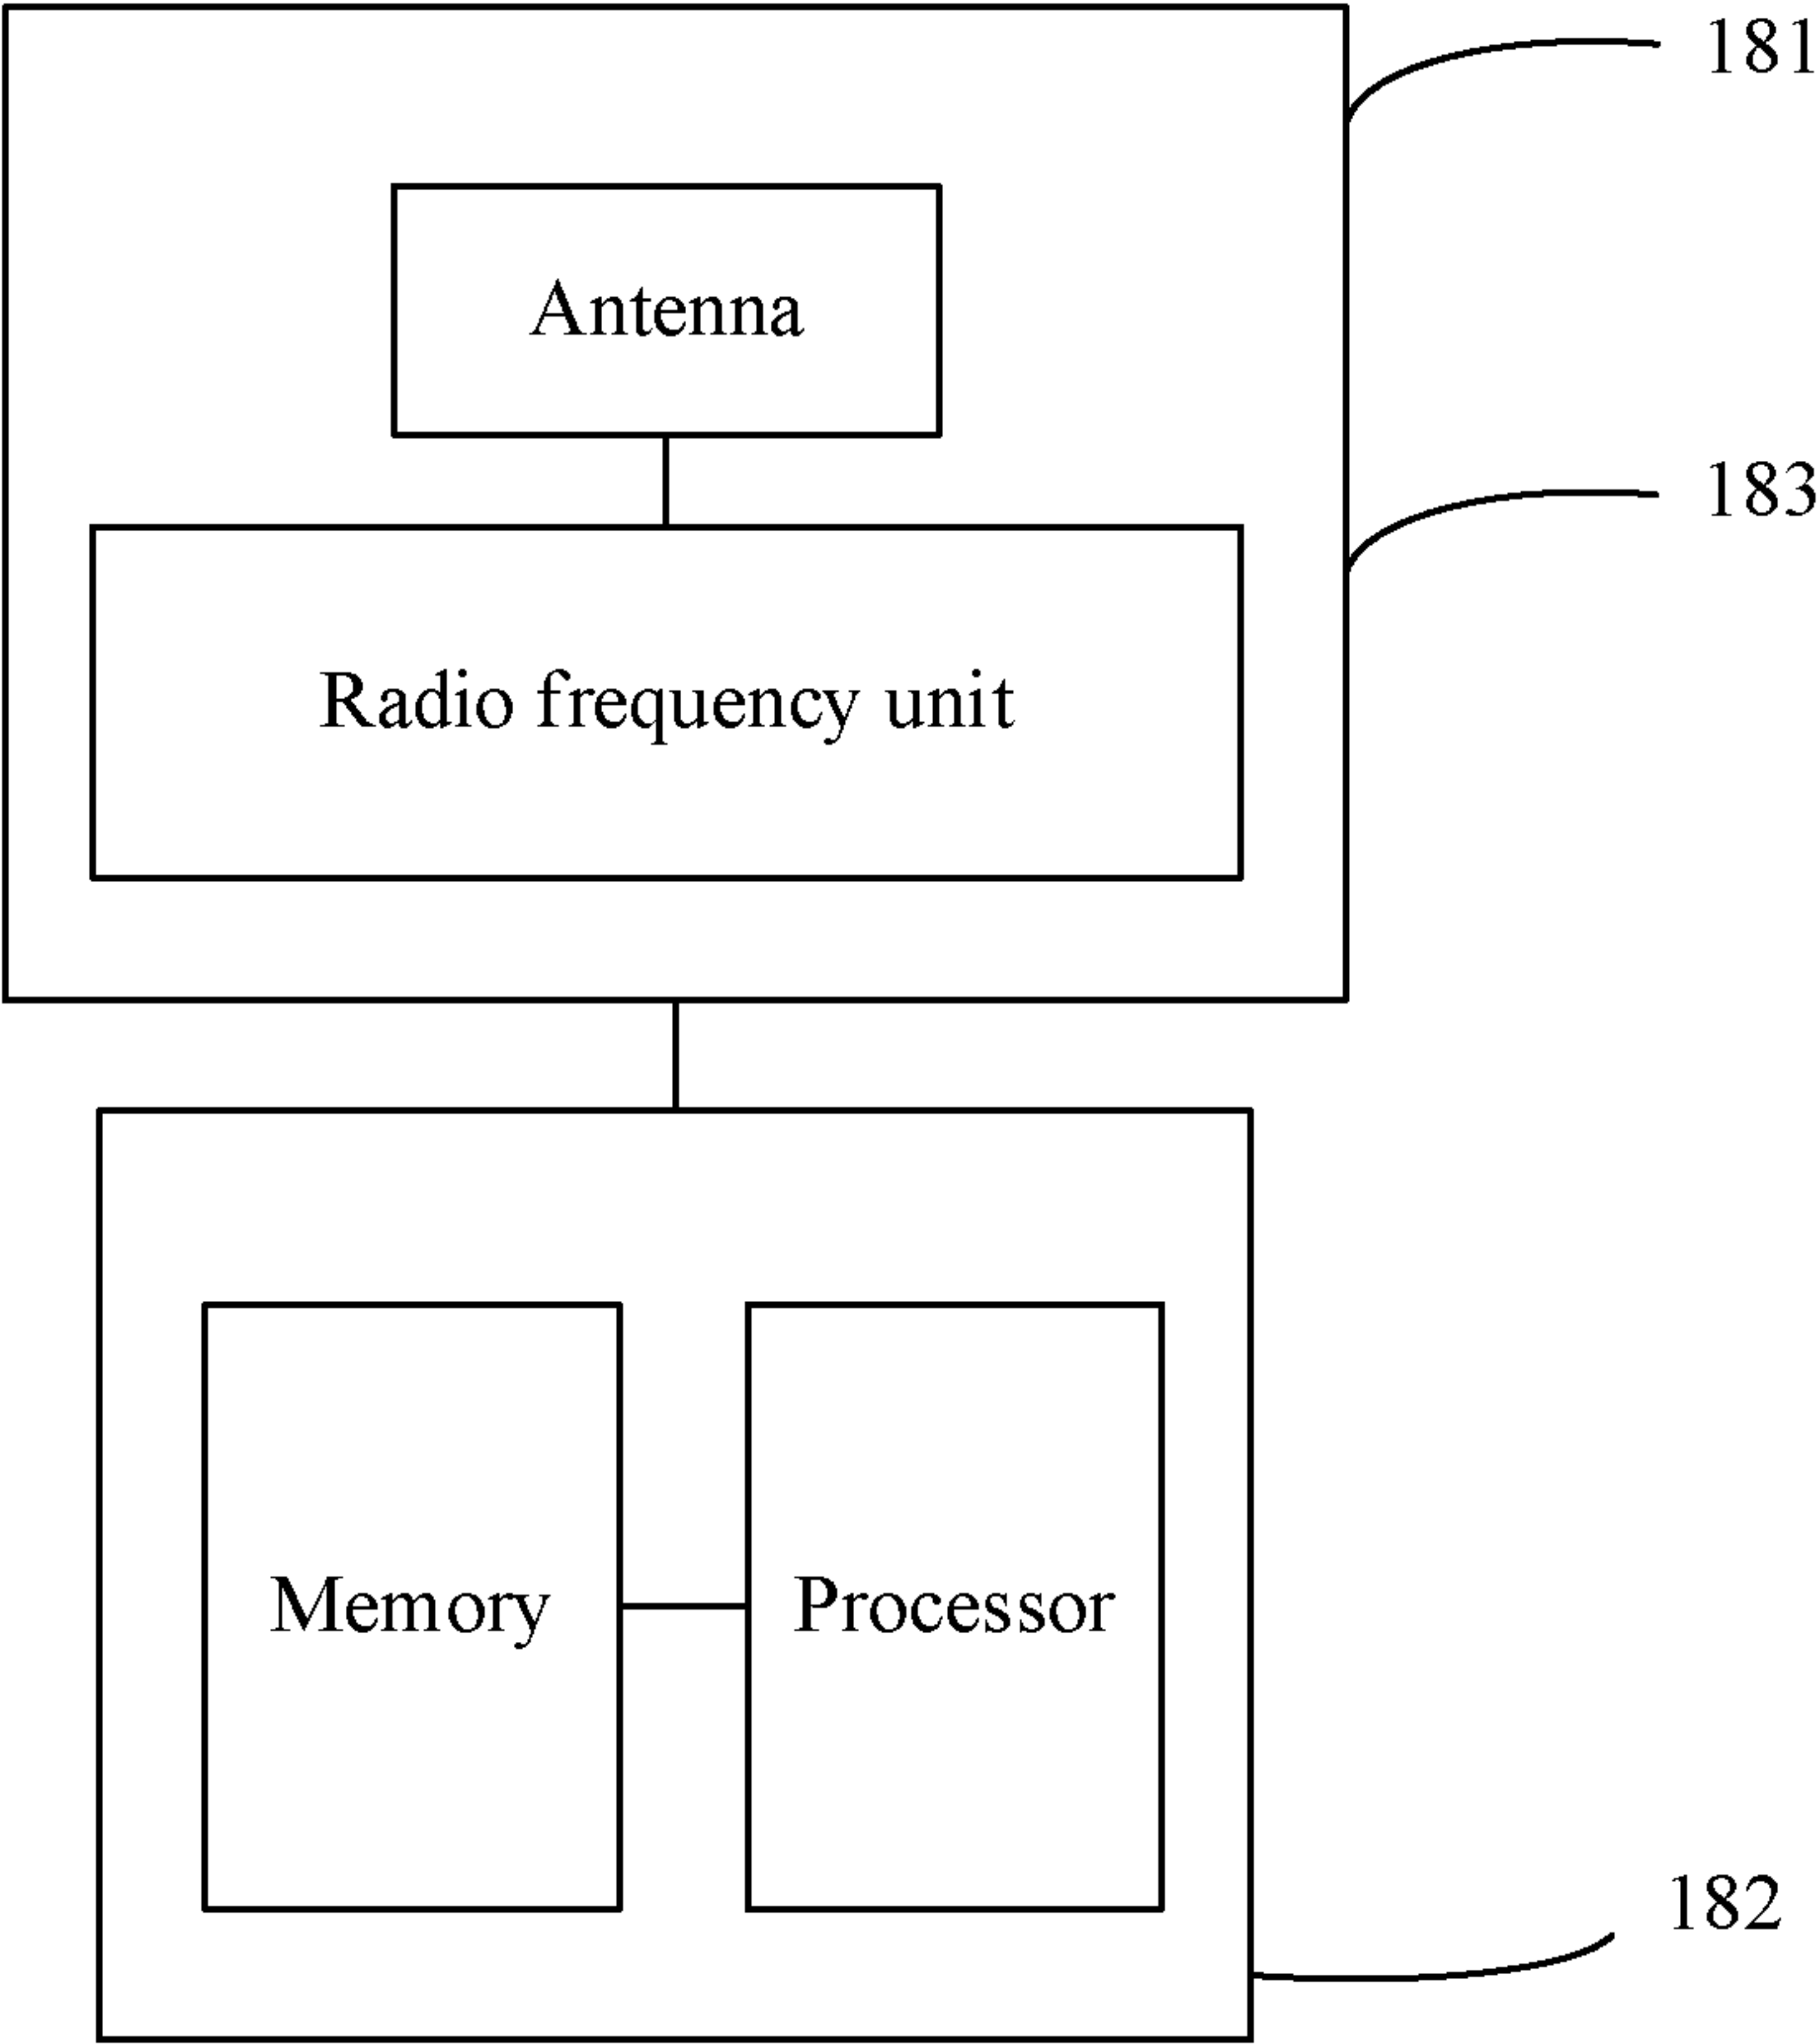 181
Antenna
183
Radio frequency unit
Memory
Processor
182